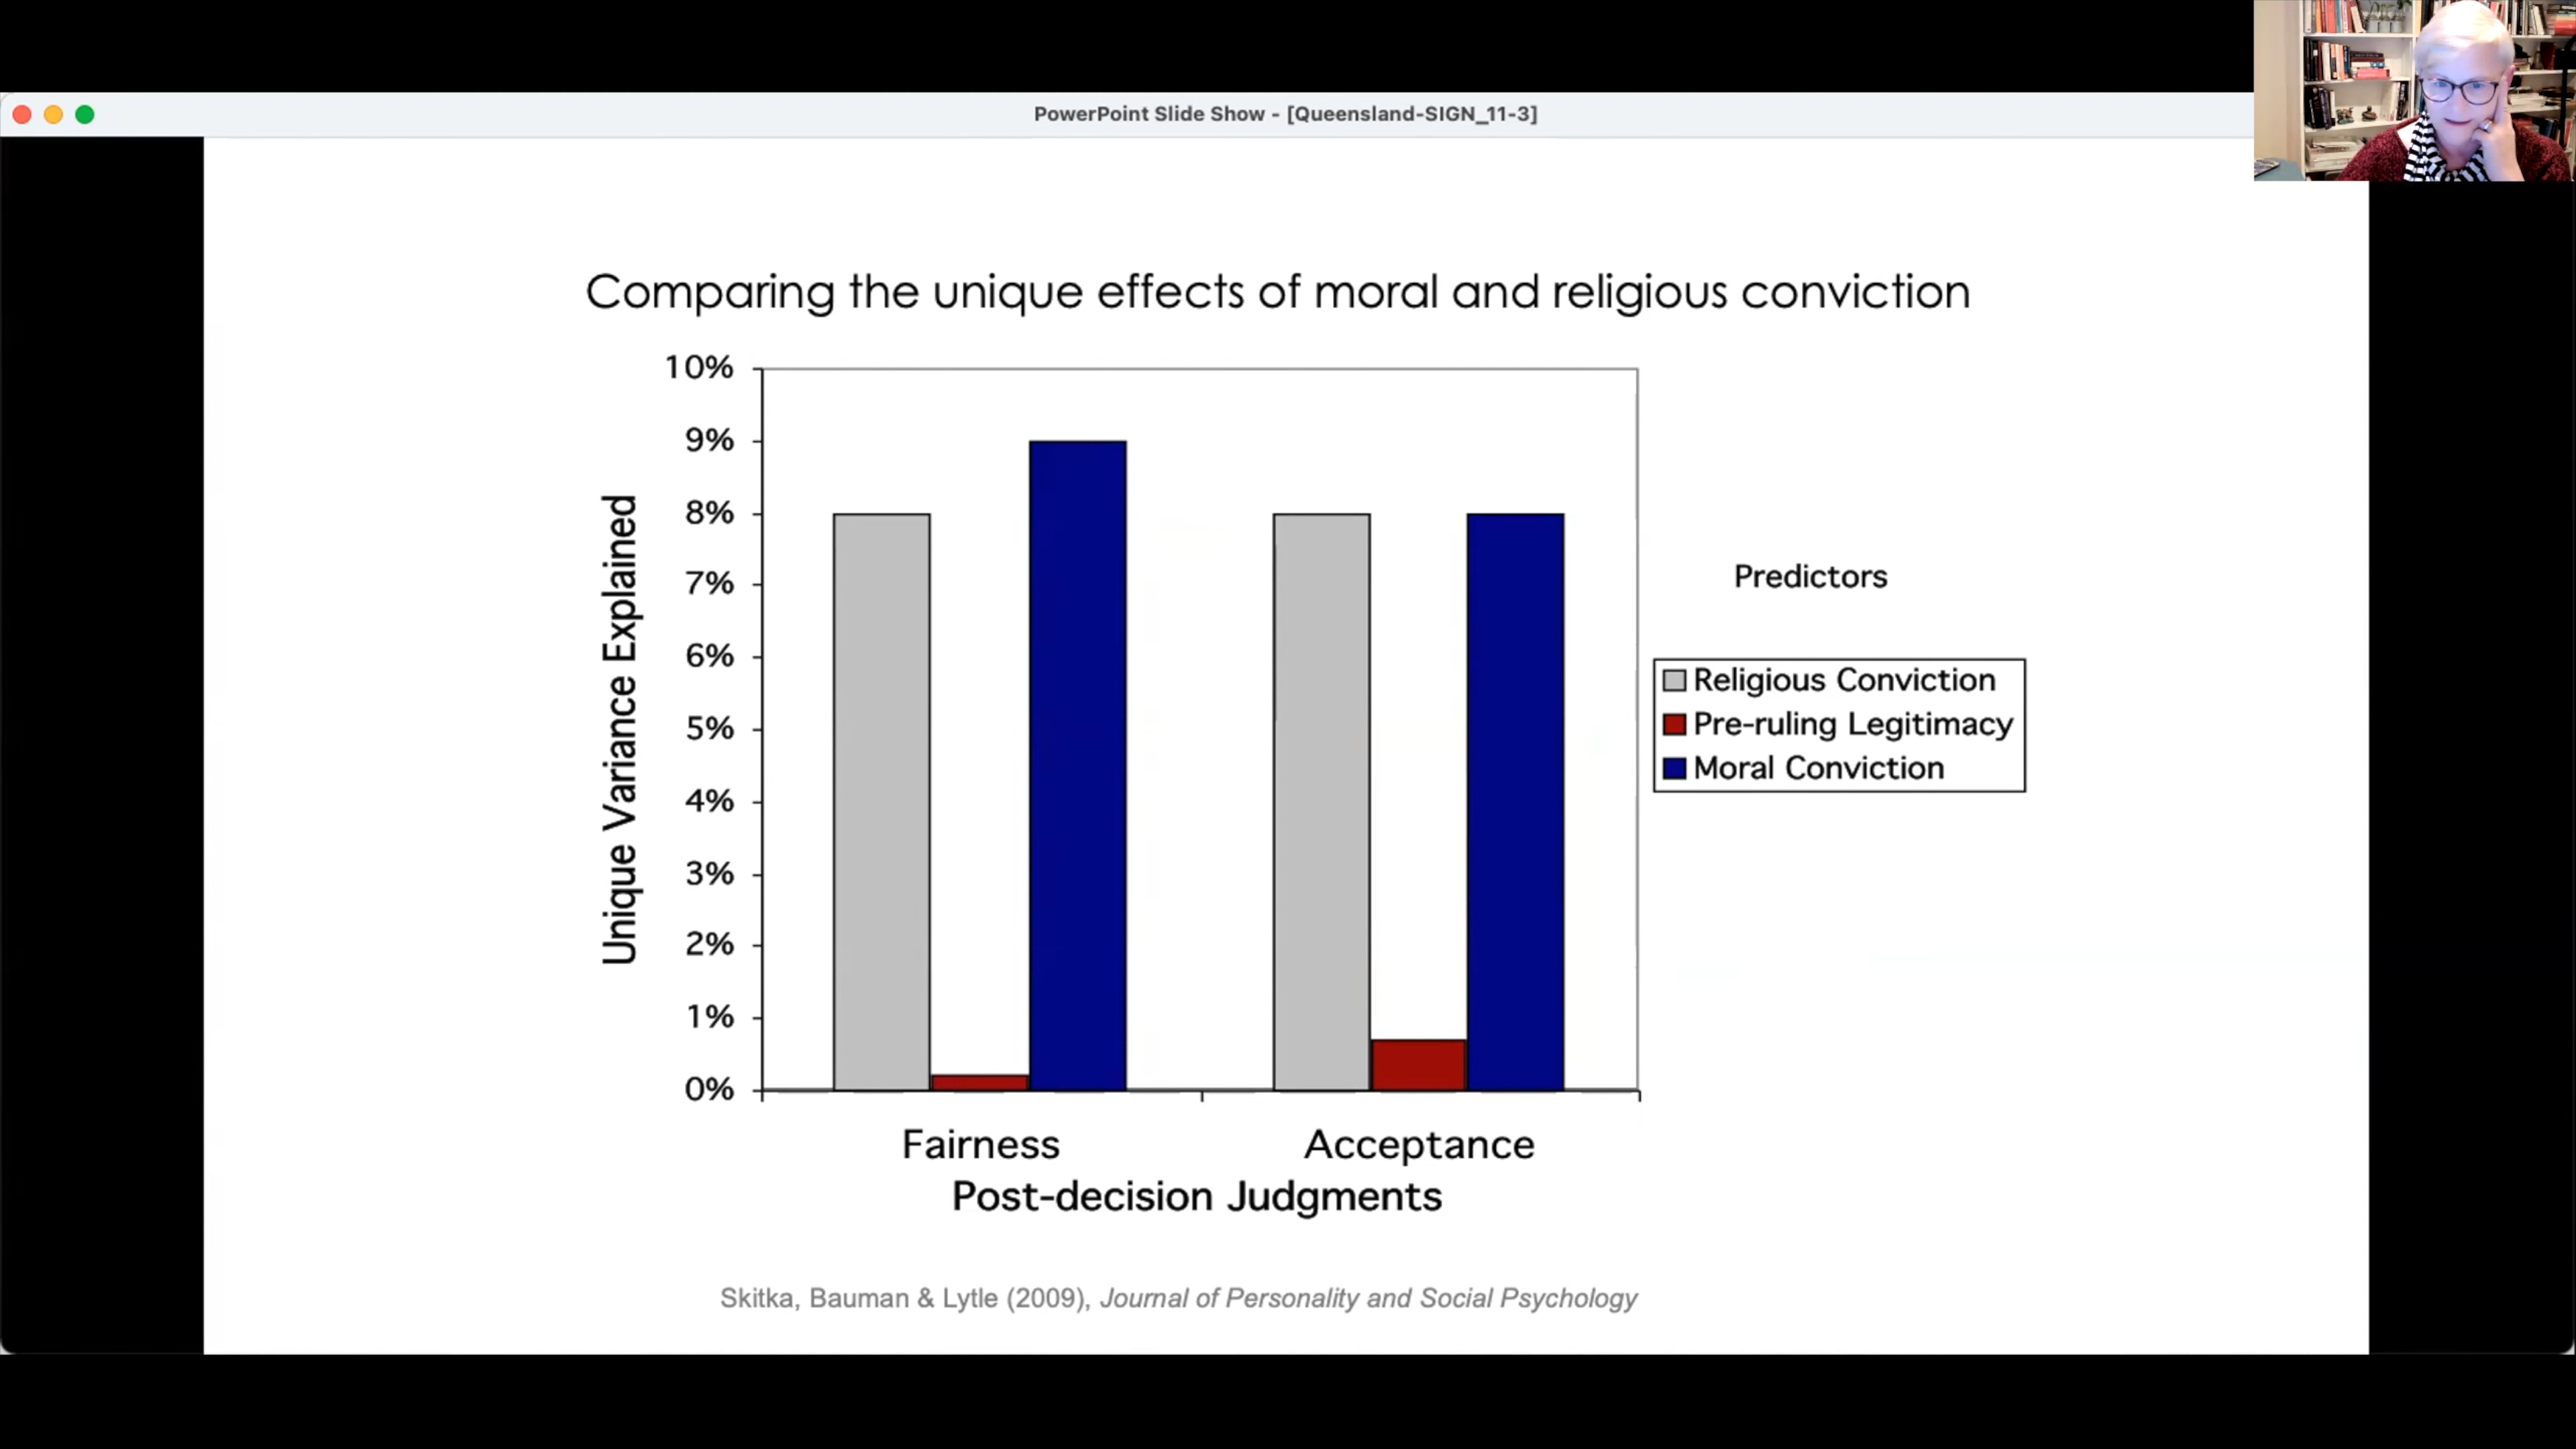 PowerPoint Slide Show - [Queensland-SIGN_11-3]
Comparing the unique effects of moral and religious conviction
10%
9%
8%
7%
6%
5%
4%
3%
2%
1%
0%
Unique Variance Explained
Fairness
Acceptance
Post-decision Judgments
Predictors
Religious Conviction
Pre-ruling Legitimacy
Moral Conviction
Skitka, Bauman & Lytle (2009), Journal of Personality and Social Psychology